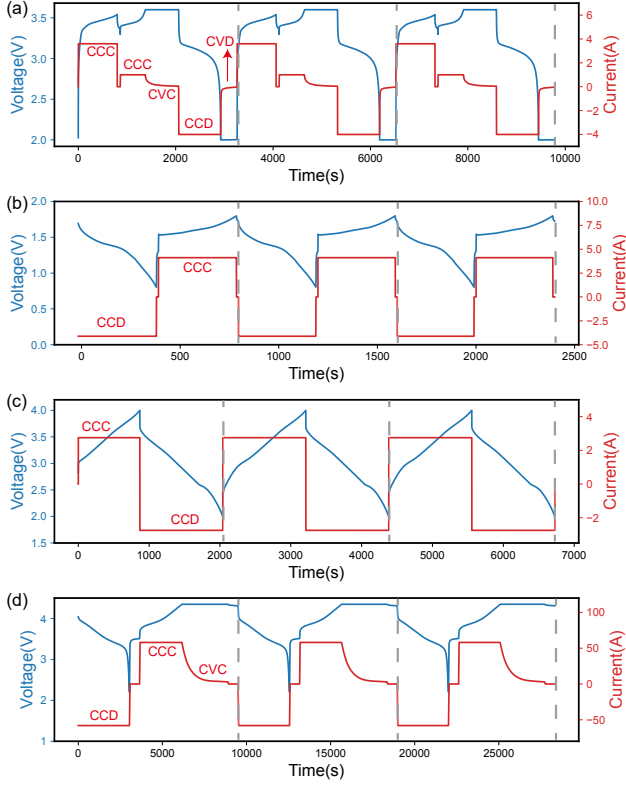 (a)
3.5
3.0
2.5
2.0
Voltage(V)
CCC
CCC
CVC
CCD
CVD
6
4
2
0
−2
−4
Current(A)
0
2000
4000
6000
8000
10000
Time(s)
(b)
2.0
1.5
1.0
0.5
0.0
Voltage(V)
CCD
CCC
10.0
7.5
5.0
2.5
0.0
−2.5
−5.0
Current(A)
0
500
1000
1500
2000
2500
Time(s)
(c)
4.0
3.5
3.0
2.5
2.0
1.5
Voltage(V)
CCC
CCD
4
2
0
−2
Current(A)
0
1000
2000
3000
4000
5000
6000
7000
Time(s)
(d)
4
3
2
1
Voltage(V)
CCD
CCC
CVC
100
50
0
−50
Current(A)
0
5000
10000
15000
20000
25000
Time(s)